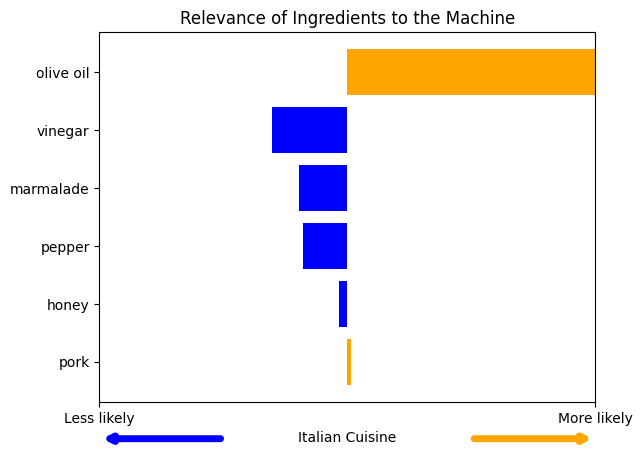 Relevance of Ingredients to the Machine
olive oil
vinegar
marmalade
pepper
honey
pork
Less likely
More likely
Italian Cuisine